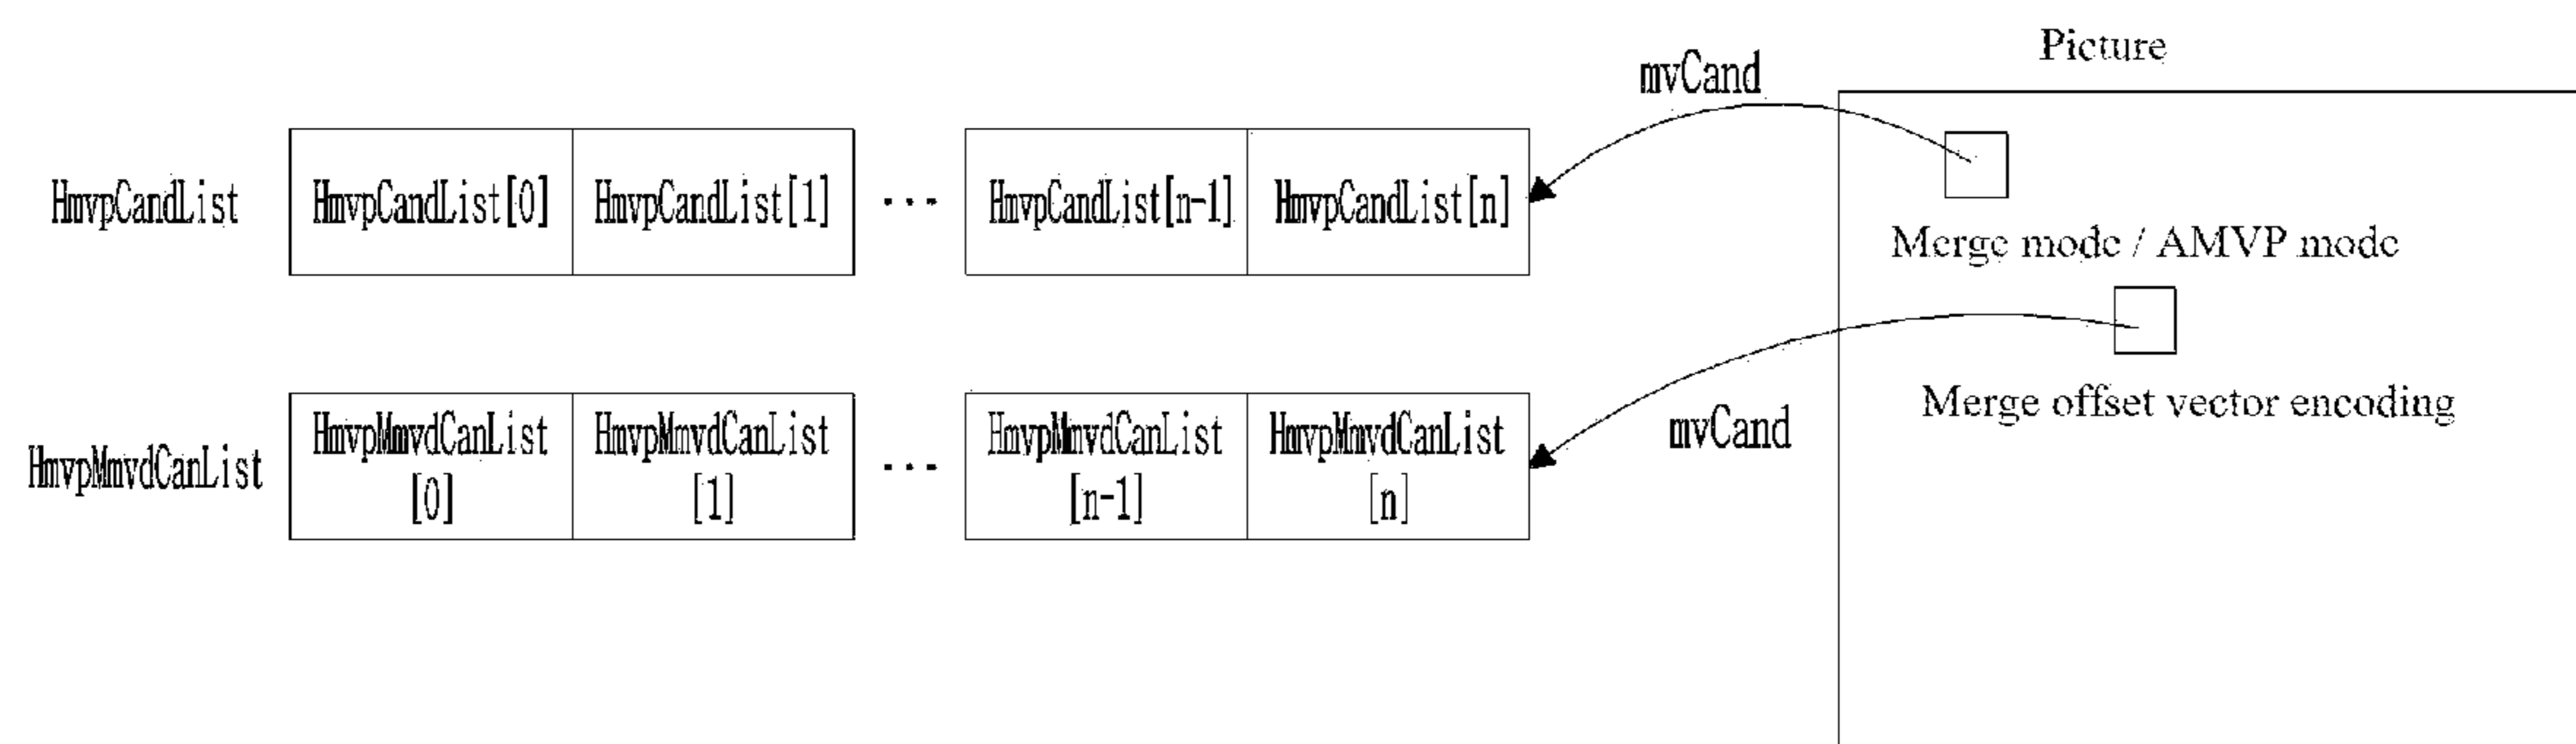 Picture
mvCand
HmvpCandList
HmvpCandList[0]
HmvpCandList[1]
...
HmvpCandList[n-1]
HmvpCandList[n]
Merge mode / AMVP mode
Merge offset vector encoding
mvCand
HmvpMmvdCanList
HmvpMmvdCanList
[0]
HmvpMmvdCanList
[1]
...
HmvpMmvdCanList
[n-1]
HmvpMmvdCanList
[n]